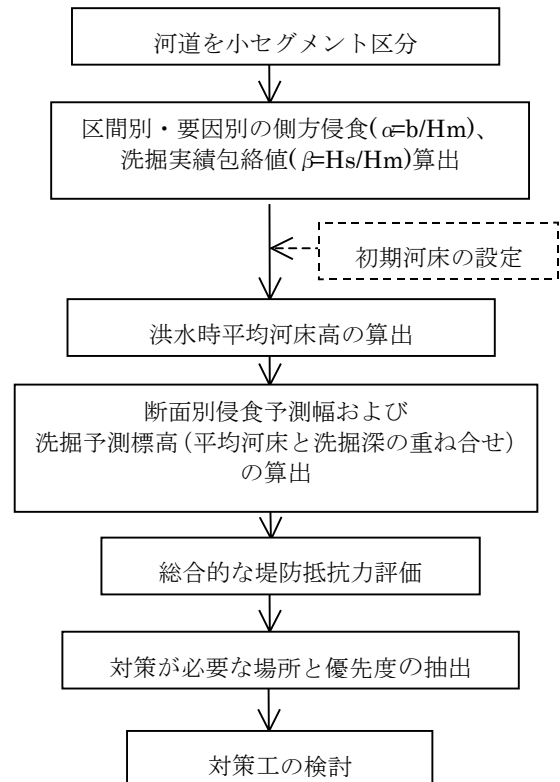 河道を小セグメント区分
区間別・要因別の側方侵食(α=b/Hm)、
洗掘実績包絡値(β=Hs/Hm)算出
初期河床の設定
洪水時平均河床高の算出
断面別侵食予測幅および
洗掘予測標高(平均河床と洗掘深の重ね合せ)
の算出
総合的な堤防抵抗力評価
対策が必要な場所と優先度の抽出
対策工の検討